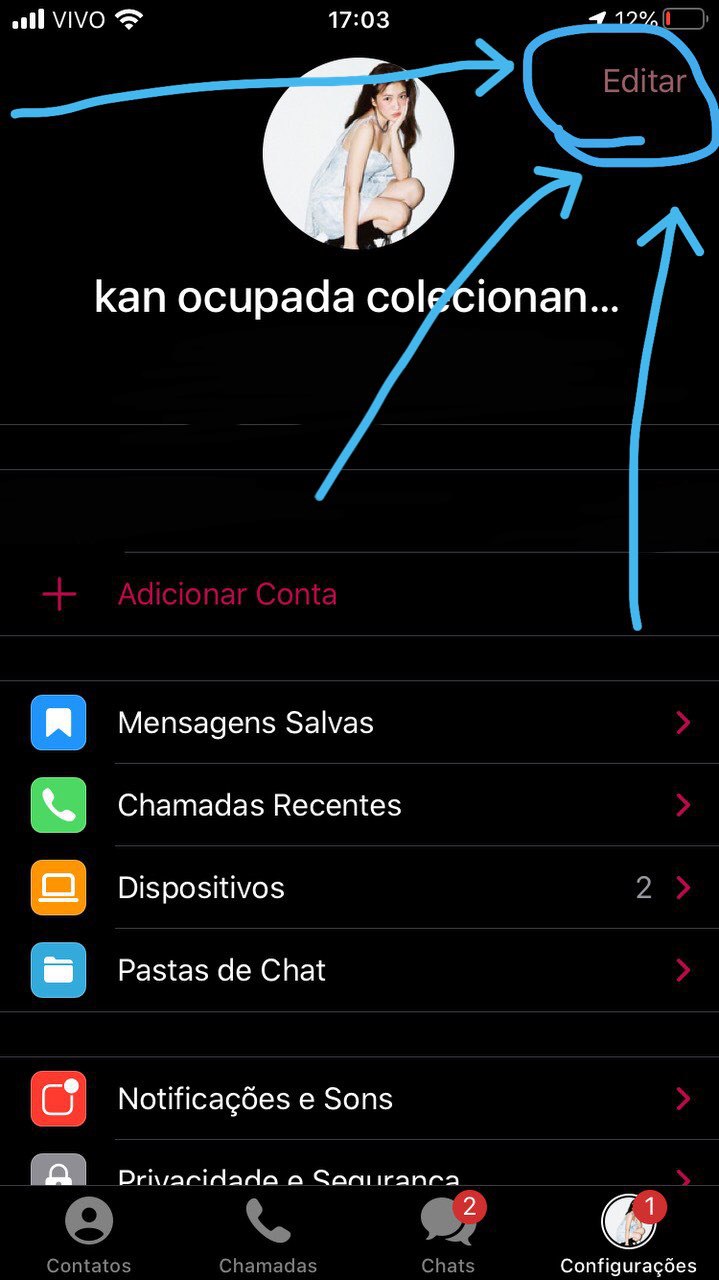 VIVO 17:03 12%
Editar
kan ocupada colecionan...
Adicionar Conta
Mensagens Salvas
Chamadas Recentes
Dispositivos 2
Pastas de Chat
Notificações e Sons
Privacidade e Segurança
Contatos Chamadas 2 Chats 1 Configurações